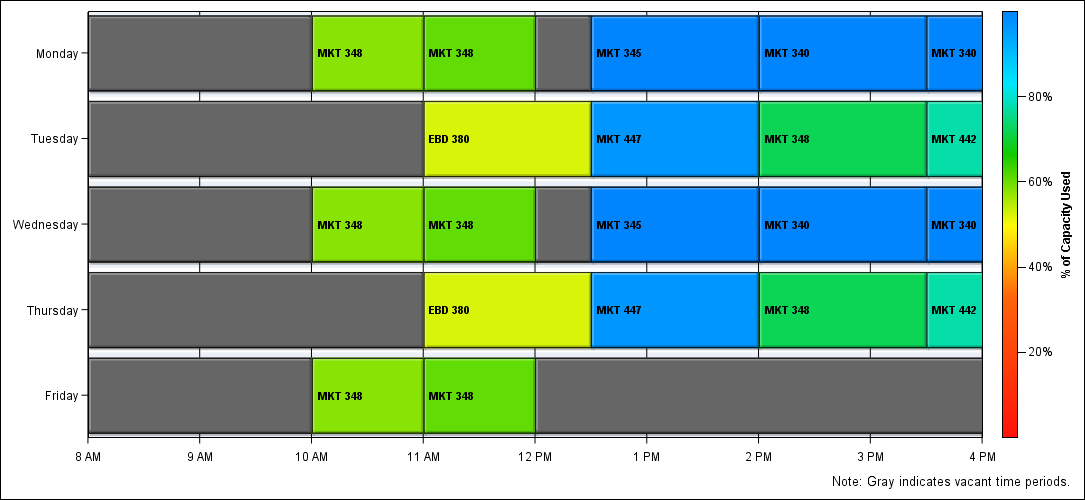 Monday
MKT 348 MKT 348 MKT 345 MKT 340 MKT 340
Tuesday
EBD 380 MKT 447 MKT 348 MKT 442
Wednesday
MKT 348 MKT 348 MKT 345 MKT 340 MKT 340
Thursday
EBD 380 MKT 447 MKT 348 MKT 442
Friday
MKT 348 MKT 348
8 AM 9 AM 10 AM 11 AM 12 PM 1 PM 2 PM 3 PM 4 PM
80%
60%
40%
20%
% of Capacity Used
Note: Gray indicates vacant time periods.